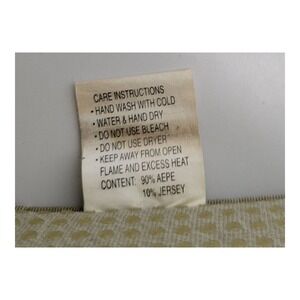 CARE INSTRUCTIONS
• HAND WASH WITH COLD
• WATER & HAND DRY
• DO NOT USE BLEACH
• DO NOT USE DRYER
• KEEP AWAY FROM OPEN
FLAME AND EXCESS HEAT
CONTENT: 90% AEPE
10% JERSEY